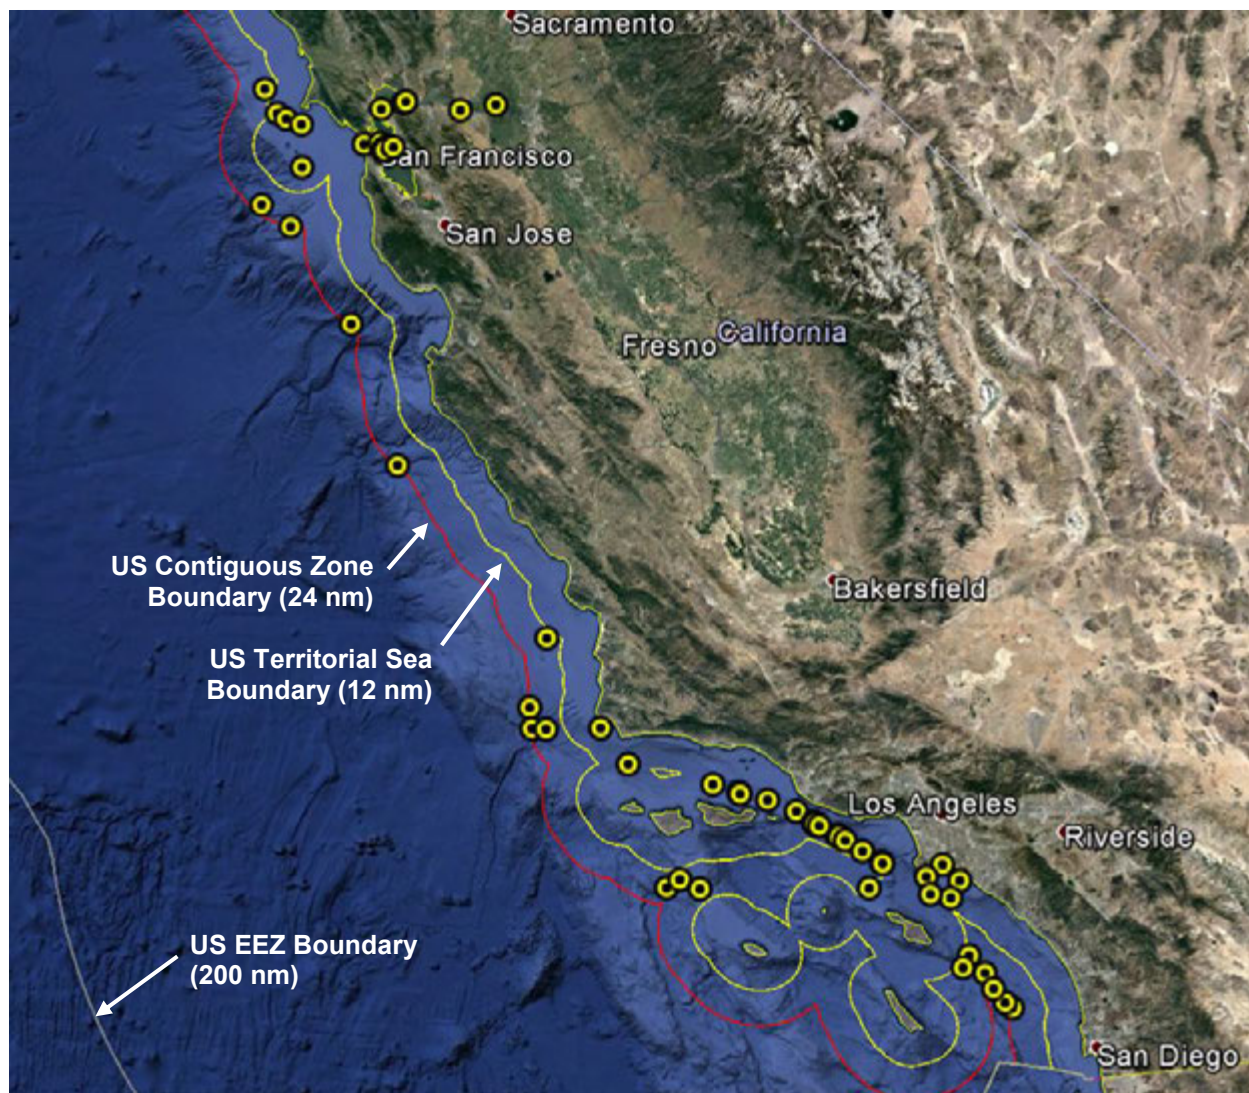 Sacramento
San Francisco
San Jose
Fresno
California
US Contiguous Zone
Boundary (24 nm)
Bakersfield
US Territorial Sea
Boundary (12 nm)
Los Angeles
Riverside
US EEZ Boundary
(200 nm)
San Diego